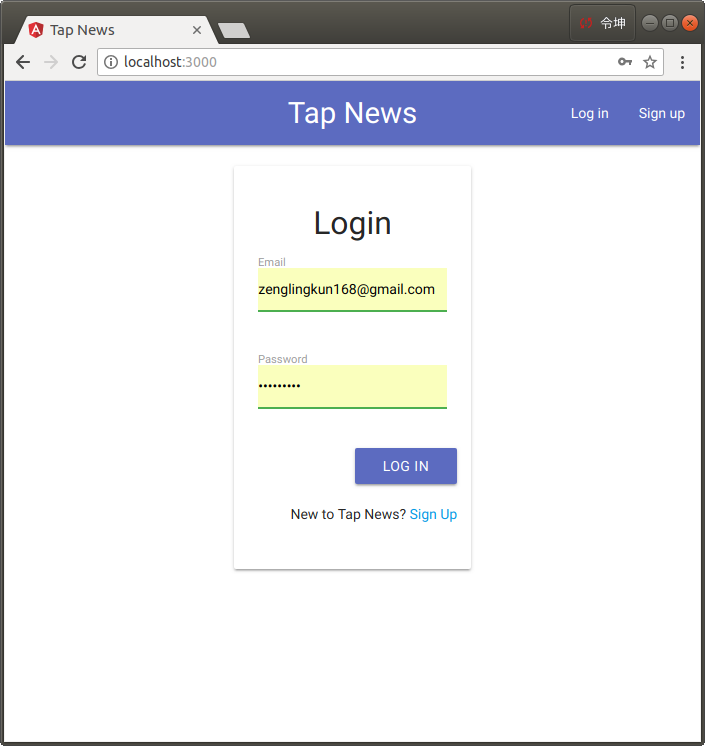 Tap News
令坤
localhost:3000
Tap News
Log in
Sign up
Login
Email
zenglingkun168@gmail.com
Password
•••••••••
LOG IN
New to Tap News? Sign Up